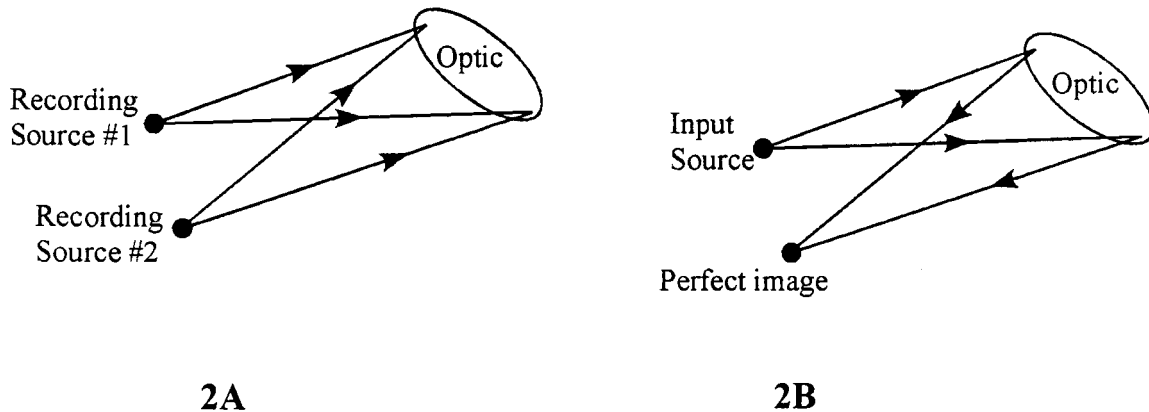 Optic
Recording
Source #1
Recording
Source #2
2A
Optic
Input
Source
Perfect image
2B